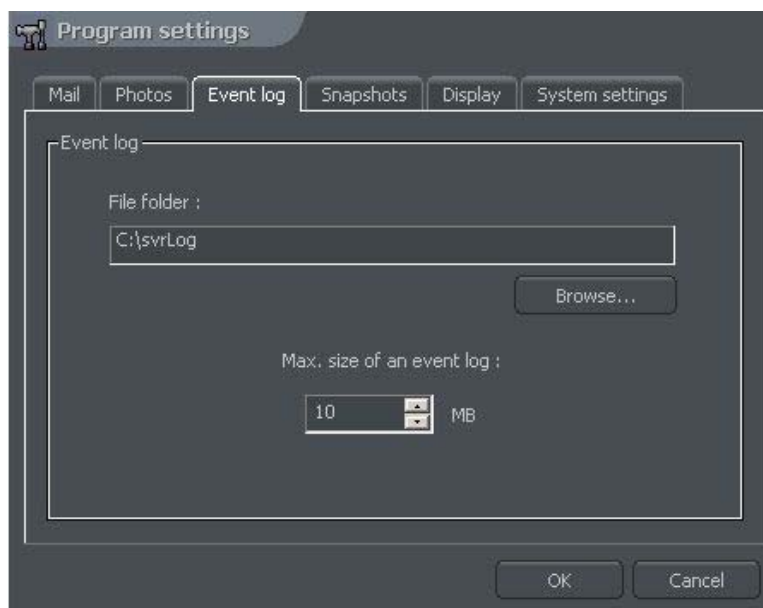 Program settings
Mail Photos Event log Snapshots Display System settings
Event log
File folder :
C:\svrLog
Browse...
Max. size of an event log :
10 MB
OK Cancel